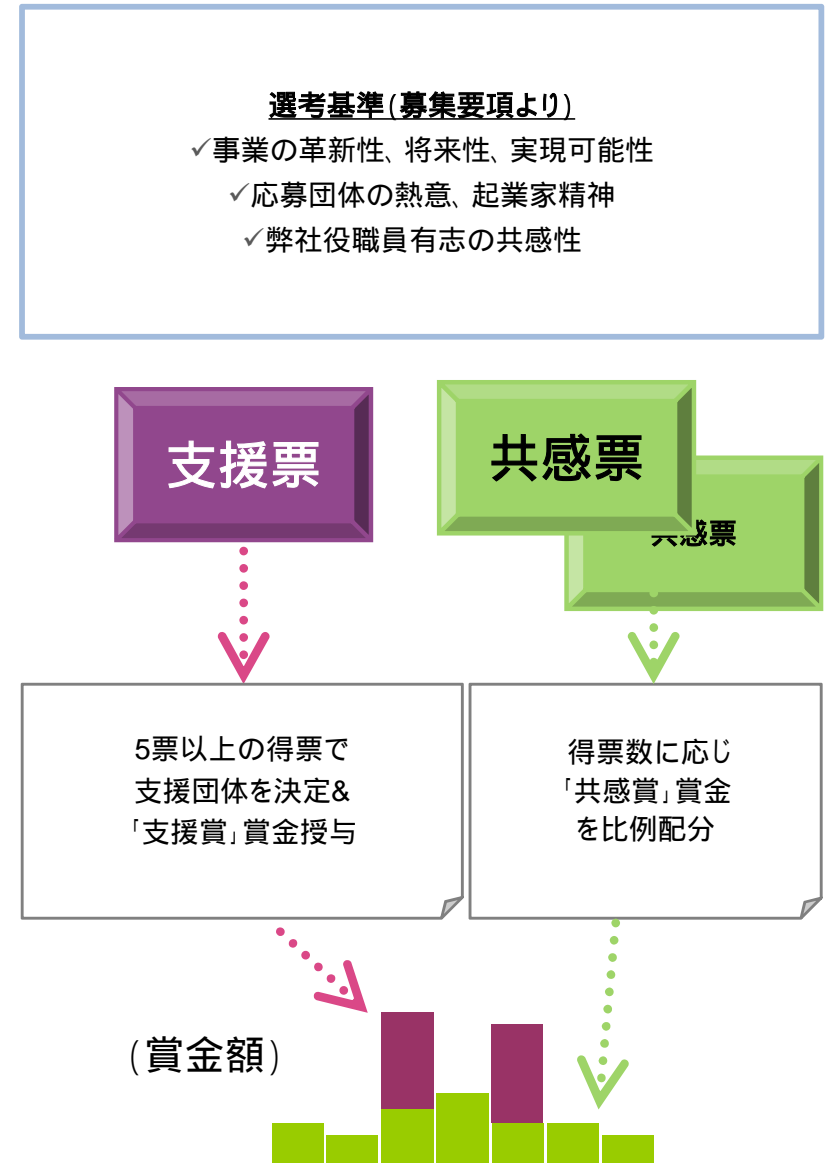 選考基準(募集要項より)
✓事業の革新性、将来性、実現可能性
✓応募団体の熱意、起業家精神
✓弊社役職員有志の共感性
支援票
共感票
共感票
5票以上の得票で
支援団体を決定&
「支援賞」賞金授与
得票数に応じ
「共感賞」賞金
を比例配分
(賞金額)